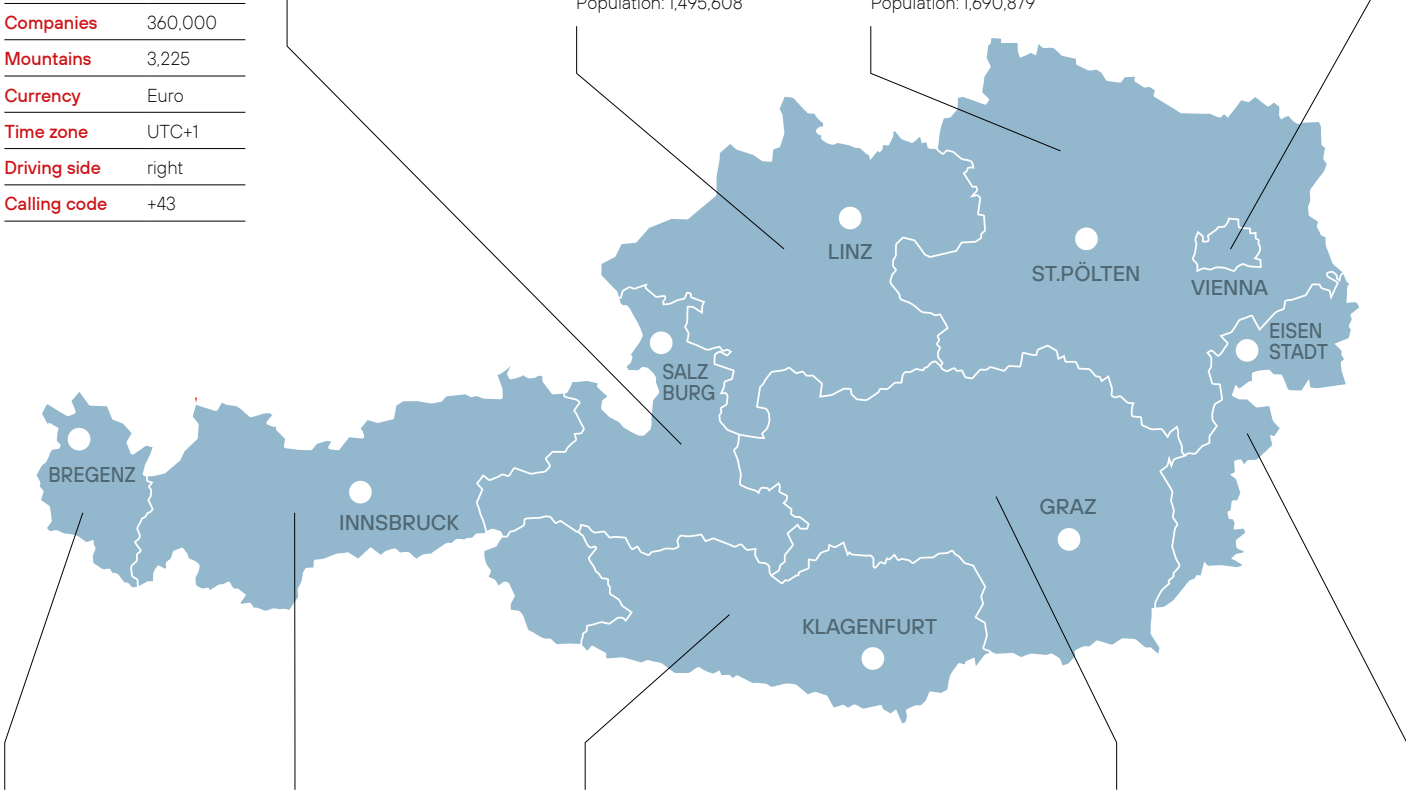 Population: 1,495,608
Population: 1,690,879
Companies 360,000
Mountains 3,225
Currency Euro
Time zone UTC+1
Driving side right
Calling code +43
LINZ
ST.PÖLTEN
VIENNA
EISEN
STADT
SALZ
BURG
BREGENZ
INNSBRUCK
GRAZ
KLAGENFURT